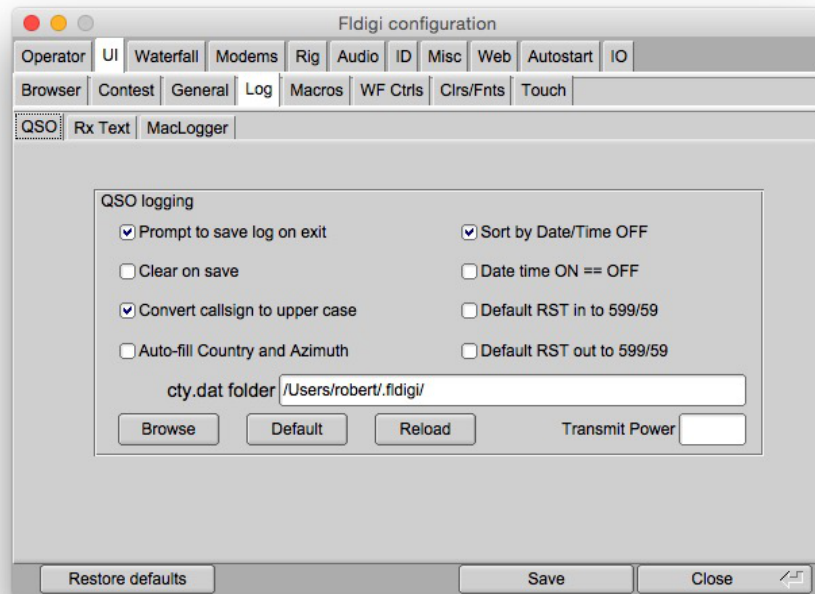 Fldigi configuration
Operator UI Waterfall Modems Rig Audio ID Misc Web Autostart IO
Browser Contest General Log Macros WF Ctrls Clrs/Fnts Touch
QSO Rx Text MacLogger
QSO logging
Prompt to save log on exit Sort by Date/Time OFF
Clear on save Date time ON == OFF
Convert callsign to upper case Default RST in to 599/59
Auto-fill Country and Azimuth Default RST out to 599/59
cty.dat folder /Users/robert/.fldigi/
Browse Default Reload Transmit Power
Restore defaults Save Close